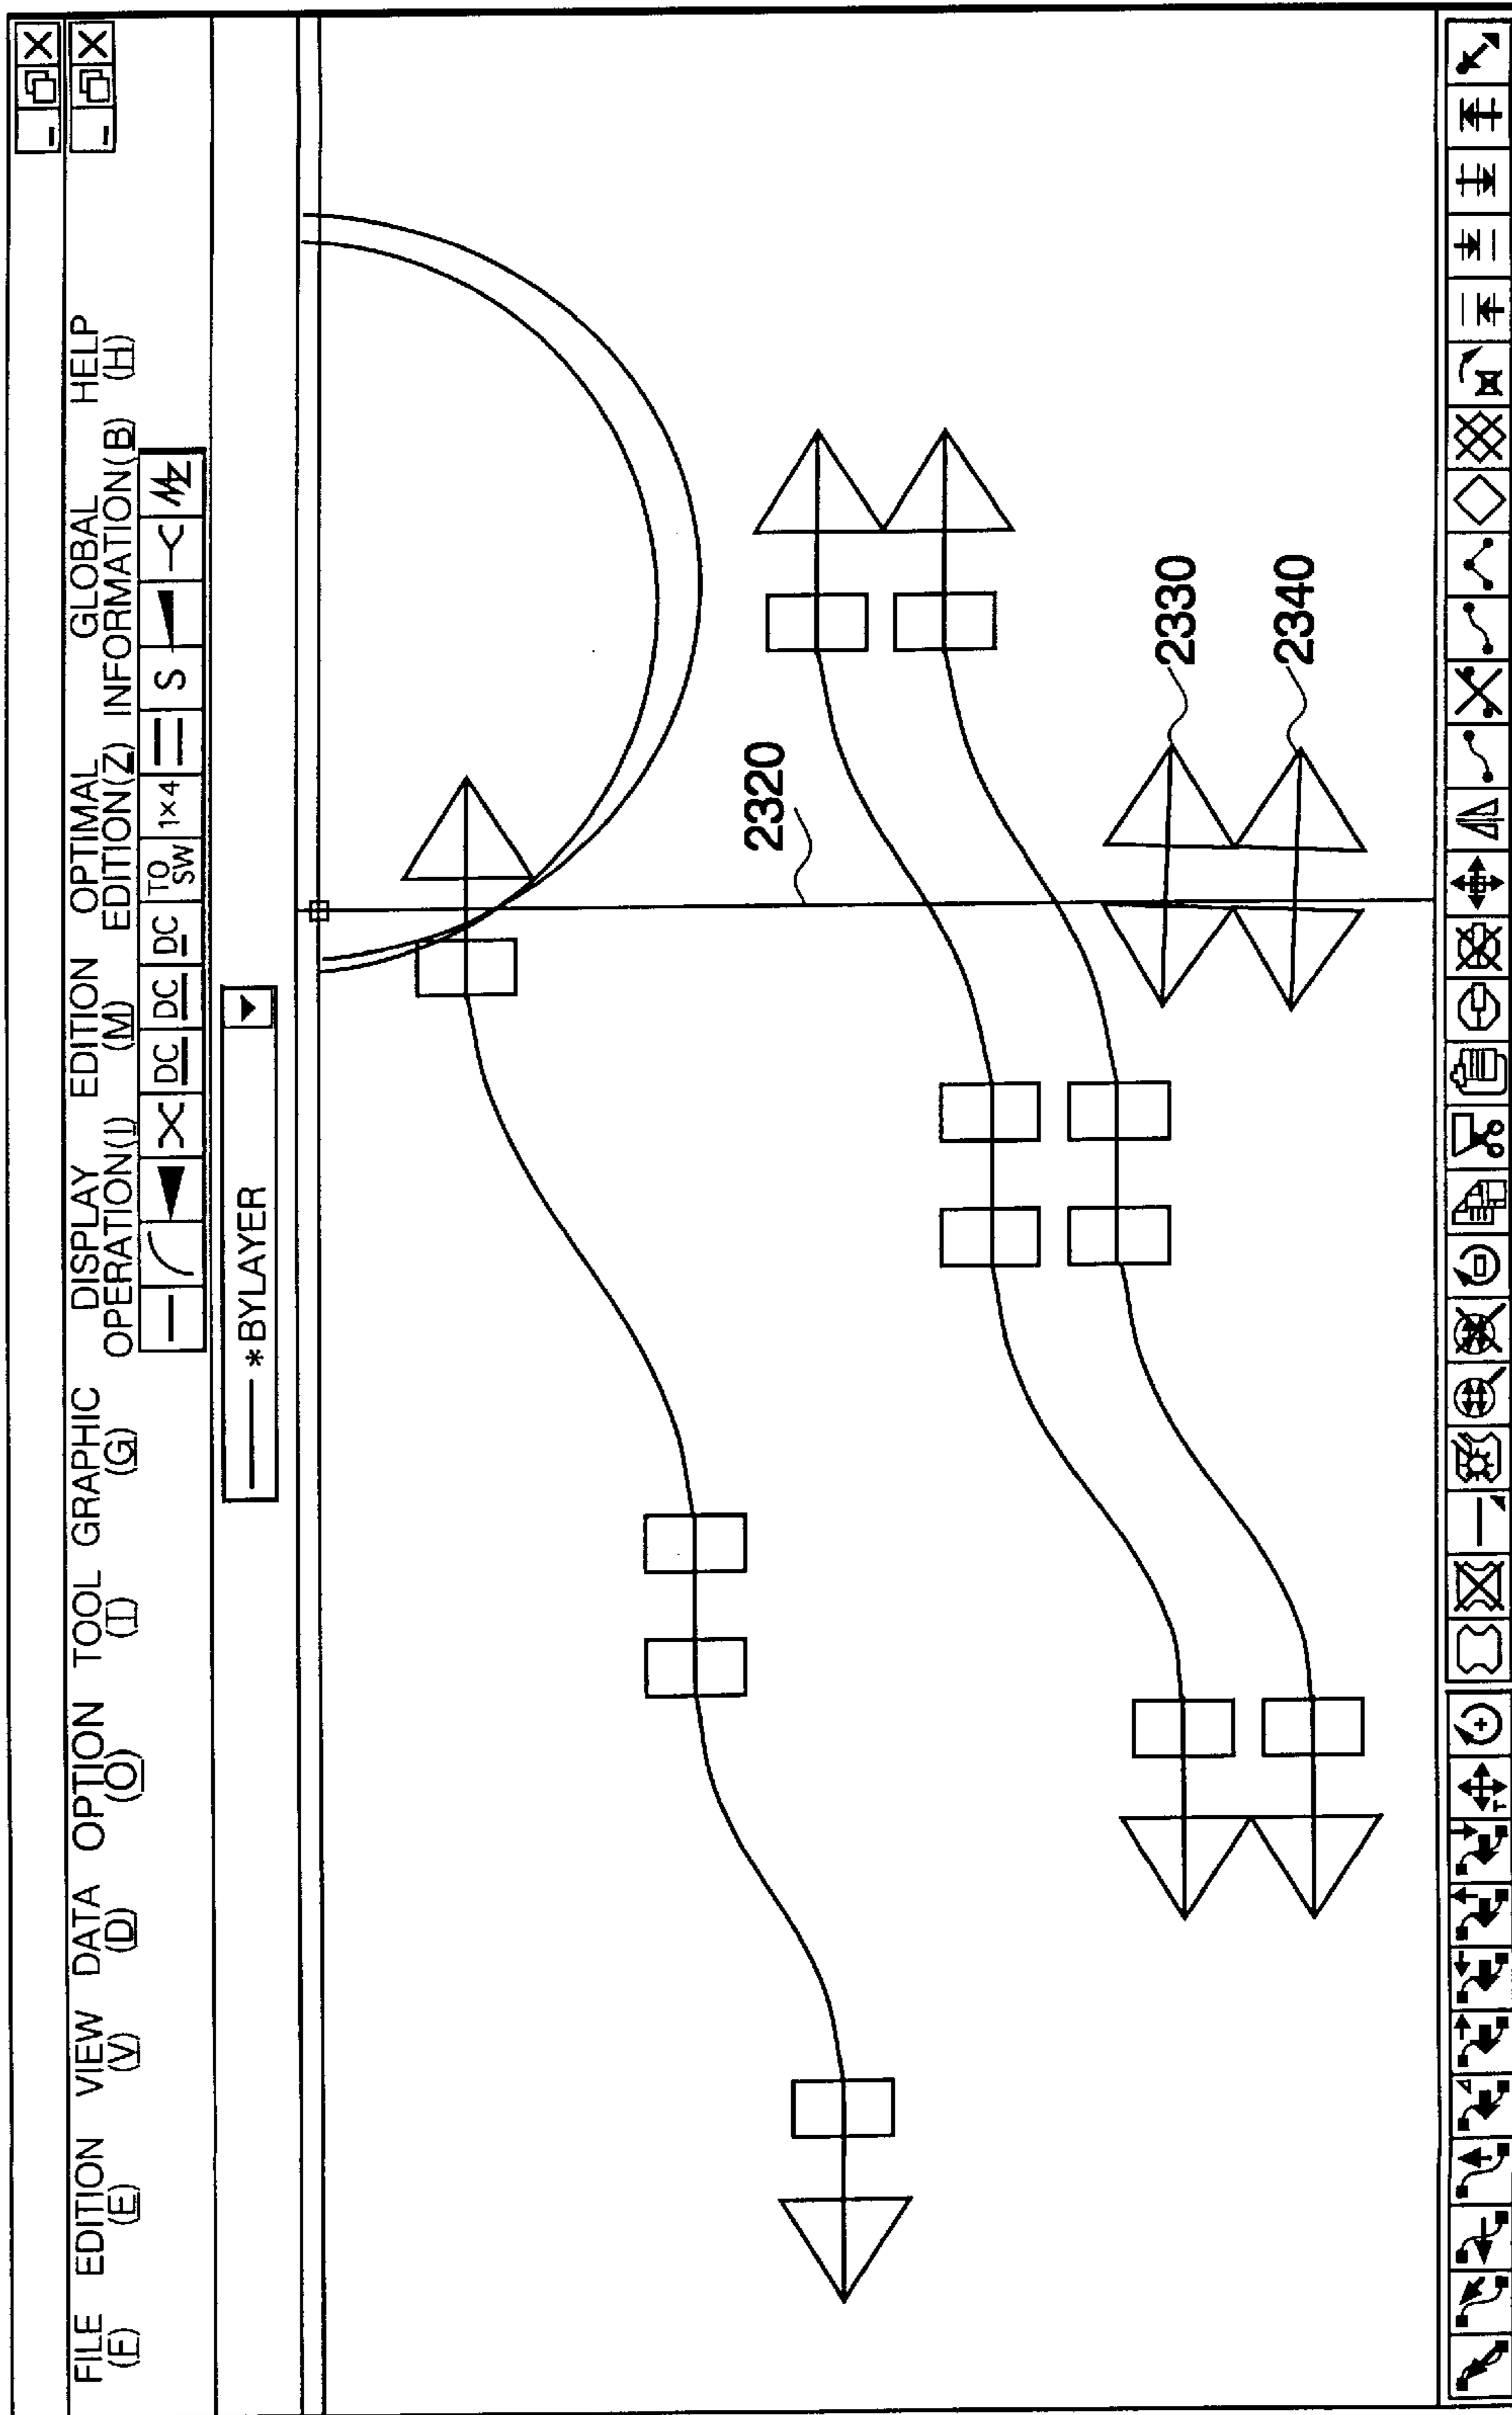 FILE EDITION VIEW DATA OPTION TOOL GRAPHIC DISPLAY EDITION OPTIMAL GLOBAL HELP
(F) (E) (V) (D) (O) (T) (G) OPERATION(I) (M) EDITION(Z) INFORMATION(B) (H)
DC DC DC TO SW 1×4 S
* BYLAYER
2320
2330
2340
T